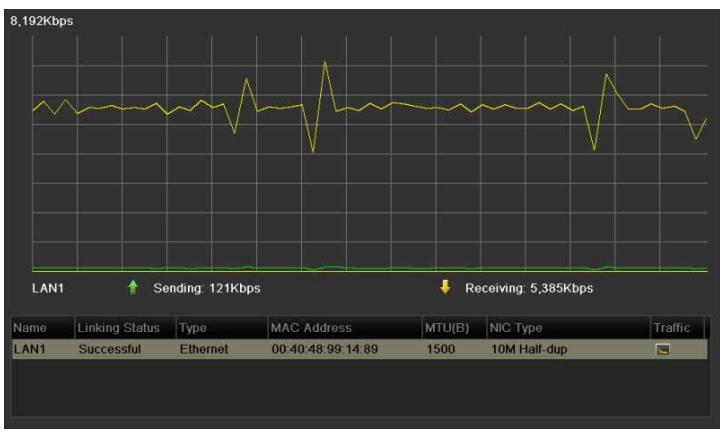 8,192Kbps
LAN1 Sending: 121Kbps Receiving: 5,385Kbps
Name Linking Status Type MAC Address MTU(B) NIC Type Traffic
LAN1 Successful Ethernet 00:40:48:99:14:89 1500 10M Half-dup